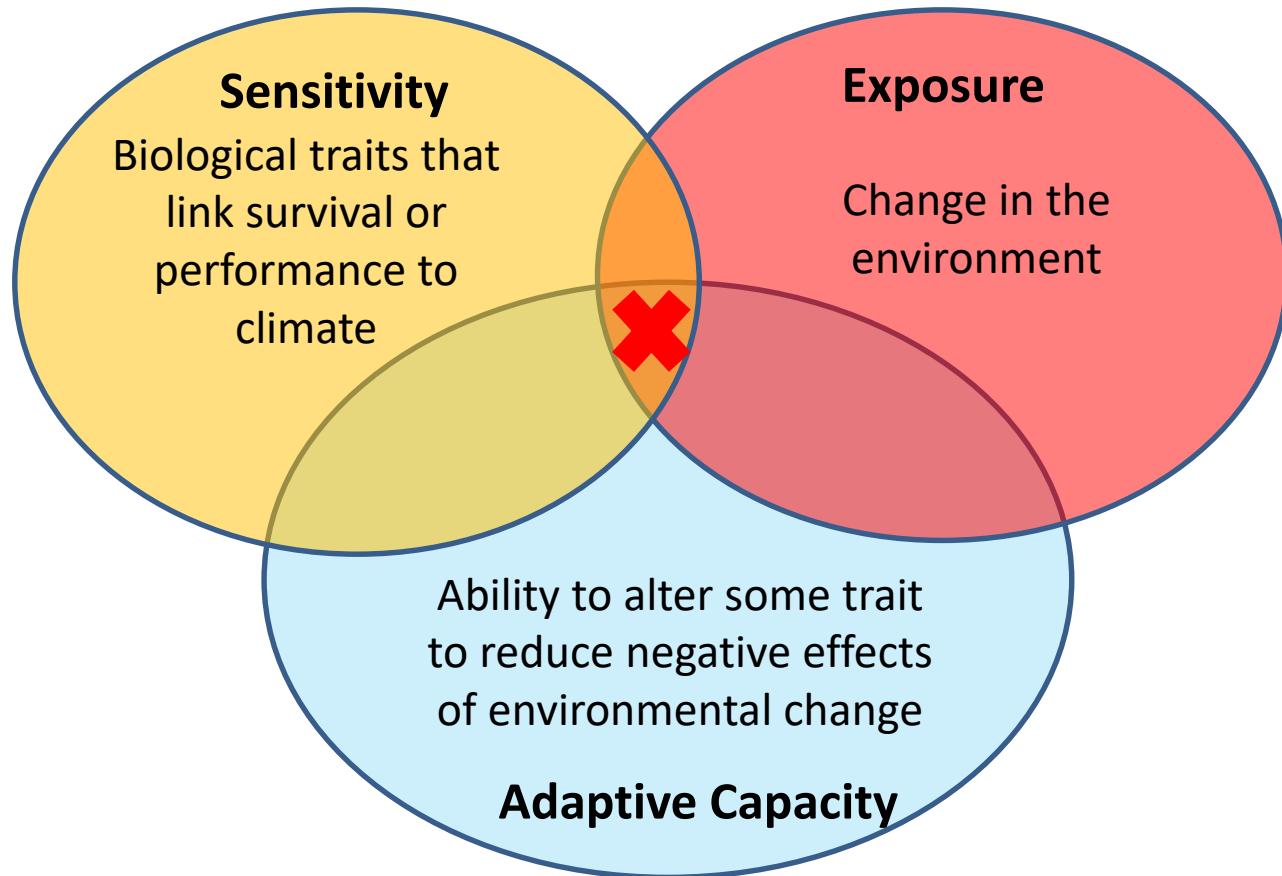 Sensitivity
Biological traits that
link survival or
performance to
climate
Exposure
Change in the
environment
Ability to alter some trait
to reduce negative effects
of environmental change
Adaptive Capacity